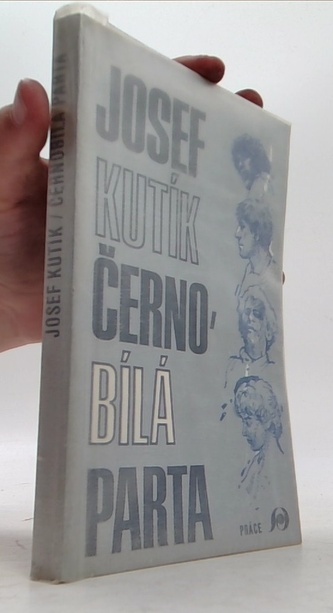 JOSEF
KUTÍK
ČERNO-
BÍLÁ
PARTA
PRÁCE
JOSEF KUTÍK / ČERNOBÍLÁ PARTA